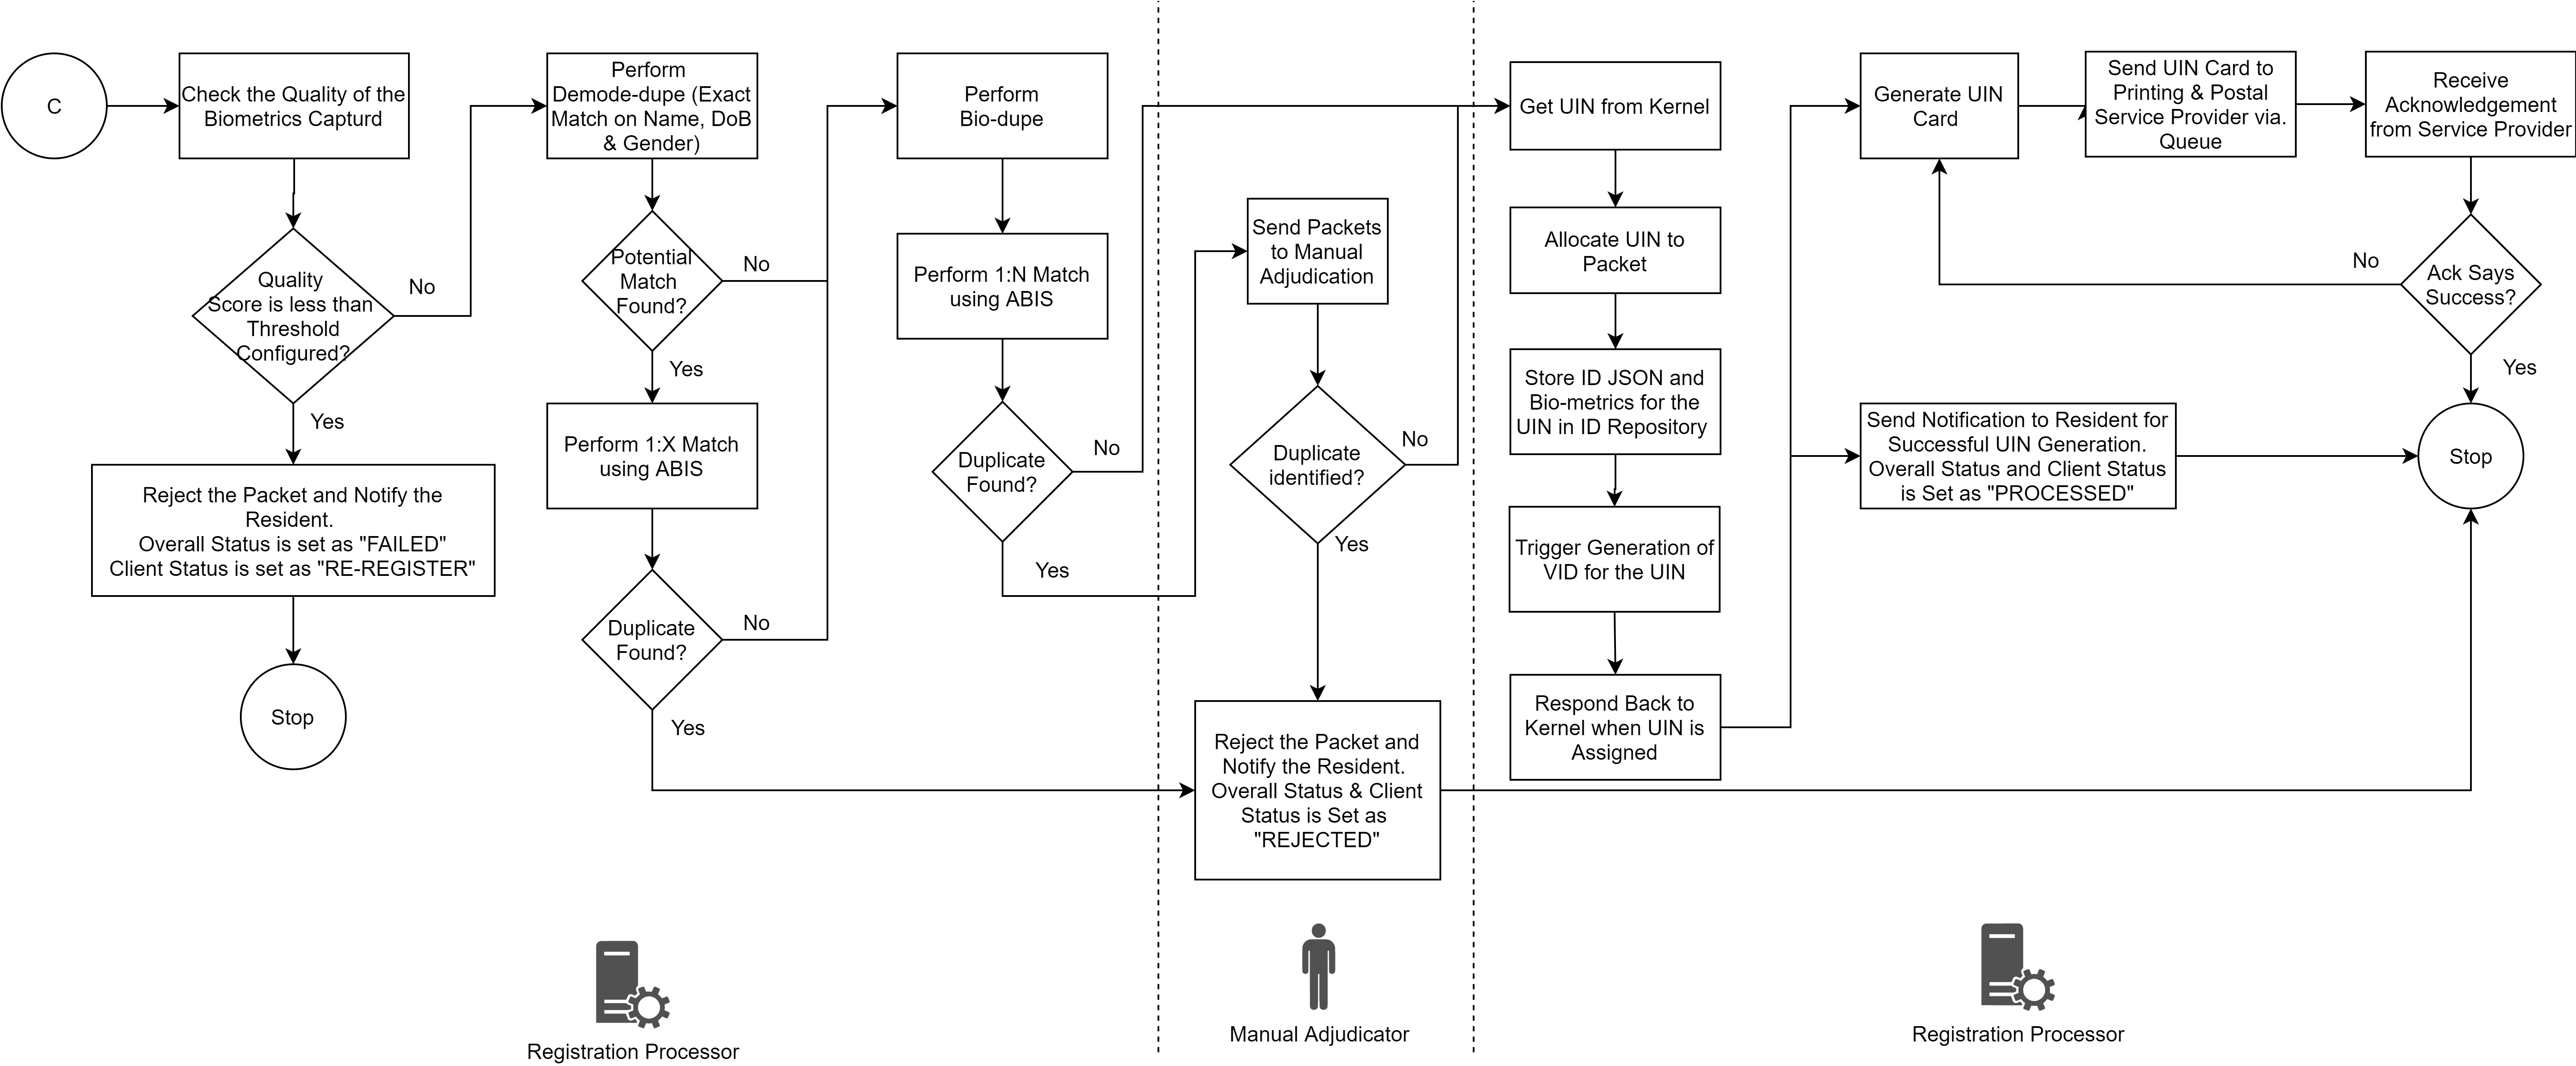 C
Check the Quality of the
Biometrics Capturd
Quality
Score is less than
Threshold
Configured?
No
Yes
Reject the Packet and Notify the
Resident.
Overall Status is set as "FAILED"
Client Status is set as "RE-REGISTER"
Stop
Perform
Demode-dupe (Exact
Match on Name, DoB
& Gender)
Potential
Match
Found?
No
Yes
Perform 1:X Match
using ABIS
Duplicate
Found?
No
Yes
Perform
Bio-dupe
Perform 1:N Match
using ABIS
Duplicate
Found?
No
Yes
Send Packets
to Manual
Adjudication
Duplicate
identified?
No
Yes
Reject the Packet and
Notify the Resident.
Overall Status & Client
Status is Set as
"REJECTED"
Get UIN from Kernel
Allocate UIN to
Packet
Store ID JSON and
Bio-metrics for the
UIN in ID Repository
Trigger Generation of
VID for the UIN
Respond Back to
Kernel when UIN is
Assigned
Generate UIN
Card
Send UIN Card to
Printing & Postal
Service Provider via.
Queue
Receive
Acknowledgement
from Service Provider
Ack Says
Success?
No
Yes
Send Notification to Resident for
Successful UIN Generation.
Overall Status and Client Status
is Set as "PROCESSED"
Stop
Registration Processor
Manual Adjudicator
Registration Processor